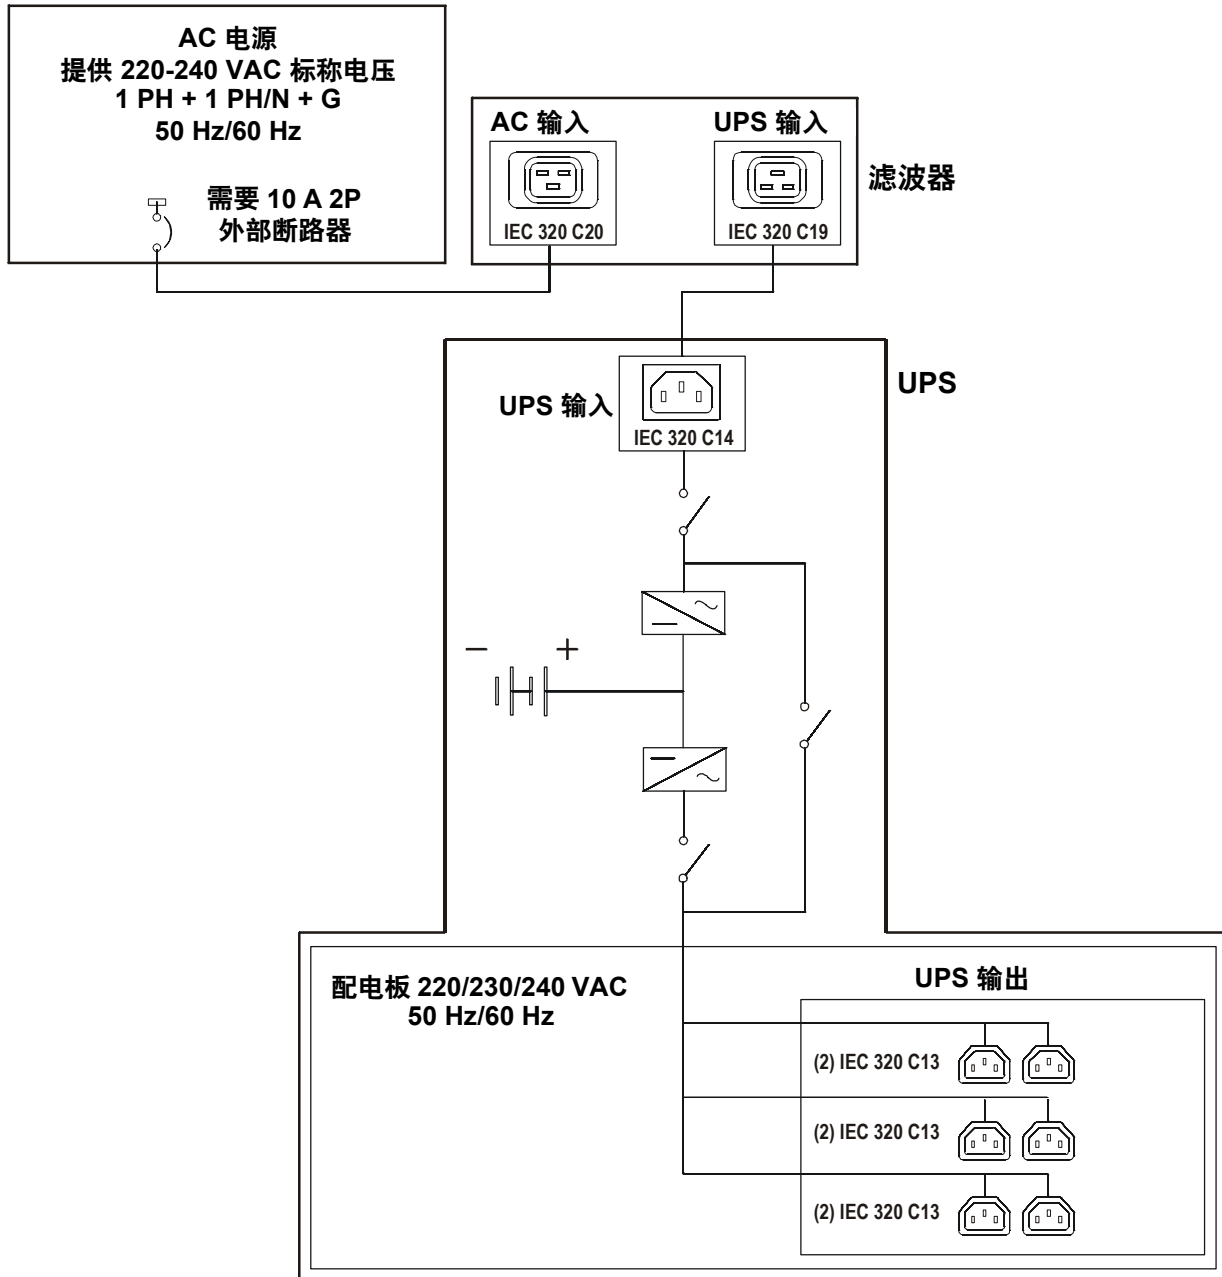 AC 电源
提供 220-240 VAC 标称电压
1 PH + 1 PH/N + G
50 Hz/60 Hz
需要 10 A 2P
外部断路器
AC 输入
UPS 输入
IEC 320 C20
IEC 320 C19
滤波器
UPS
UPS 输入
IEC 320 C14
− +
配电板 220/230/240 VAC
50 Hz/60 Hz
UPS 输出
(2) IEC 320 C13
(2) IEC 320 C13
(2) IEC 320 C13